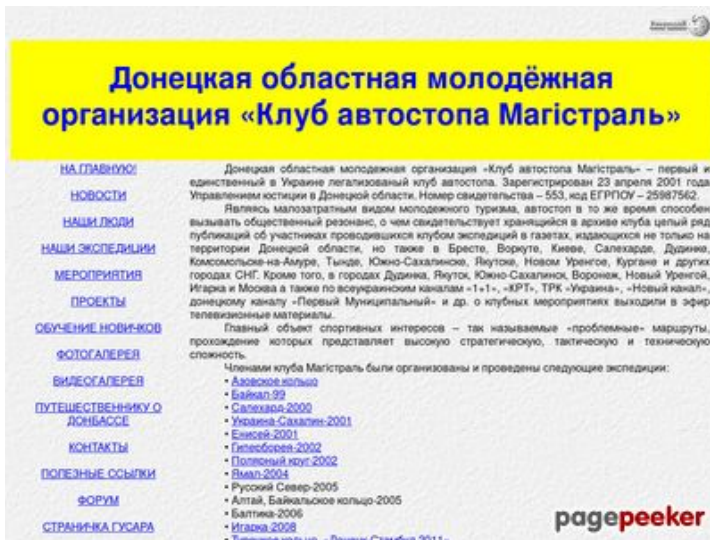 Донецкая областная молодёжная
организация «Клуб автостопа Магiстраль»
НА ГЛАВНУЮ!
НОВОСТИ
НАШИ ЛЮДИ
НАШИ ЭКСПЕДИЦИИ
МЕРОПРИЯТИЯ
ПРОЕКТЫ
ОБУЧЕНИЕ НОВИЧКОВ
ФОТОГАЛЕРЕЯ
ВИДЕОГАЛЕРЕЯ
ПУТЕШЕСТВЕННИКУ О
ДОНБАССЕ
КОНТАКТЫ
ПОЛЕЗНЫЕ ССЫЛКИ
ФОРУМ
СТРАНИЧКА ГУСАРА
Донецкая областная молодежная организация «Клуб автостопа Магiстраль» – первый и
единственный в Украине легализованый клуб автостопа. Зарегистрирован 23 апреля 2001 года
Управлением юстиции в Донецкой области. Номер свидетельства – 553, код ЕГРПОУ – 25987562.
Являясь малозатратным видом молодежного туризма, автостоп в то же время способен
вызывать общественный резонанс, о чем свидетельствует хранящийся в архиве клуба целый ряд
публикаций об участниках проводившихся клубом экспедиций в газетах, издающихся не только на
территории Донецкой области, но также в Бресте, Воркуте, Киеве, Салехарде, Дудинке,
Комсомольске-на-Амуре, Тынде, Южно-Сахалинске, Якутске, Новом Уренгое, Кургане и других
городах СНГ. Кроме того, в городах Дудинка, Якутск, Южно-Сахалинск, Воронеж, Новый Уренгой,
Игарка и Москва а также по всеукраинским каналам «1+1», «КРТ», ТРК «Украина», «Новый канал»,
донецкому каналу «Первый Муниципальный» и др. о клубных мероприятиях выходили в эфир
телевизионные материалы.
Главный объект спортивных интересов – так называемые «проблемные» маршруты,
прохождение которых представляет высокую стратегическую, тактическую и техническую
сложность.
Членами клуба Магiстраль были организованы и проведены следующие экспедиции:
• Азовское кольцо
• Байкал-99
• Салехард-2000
• Украина-Сахалин-2001
• Енисей-2001
• Гиперборея-2002
• Полярный круг-2002
• Ямал-2004
• Русский Север-2005
• Алтай, Байкальское кольцо-2005
• Балтика-2006
• Игарка-2008
pagepeeker